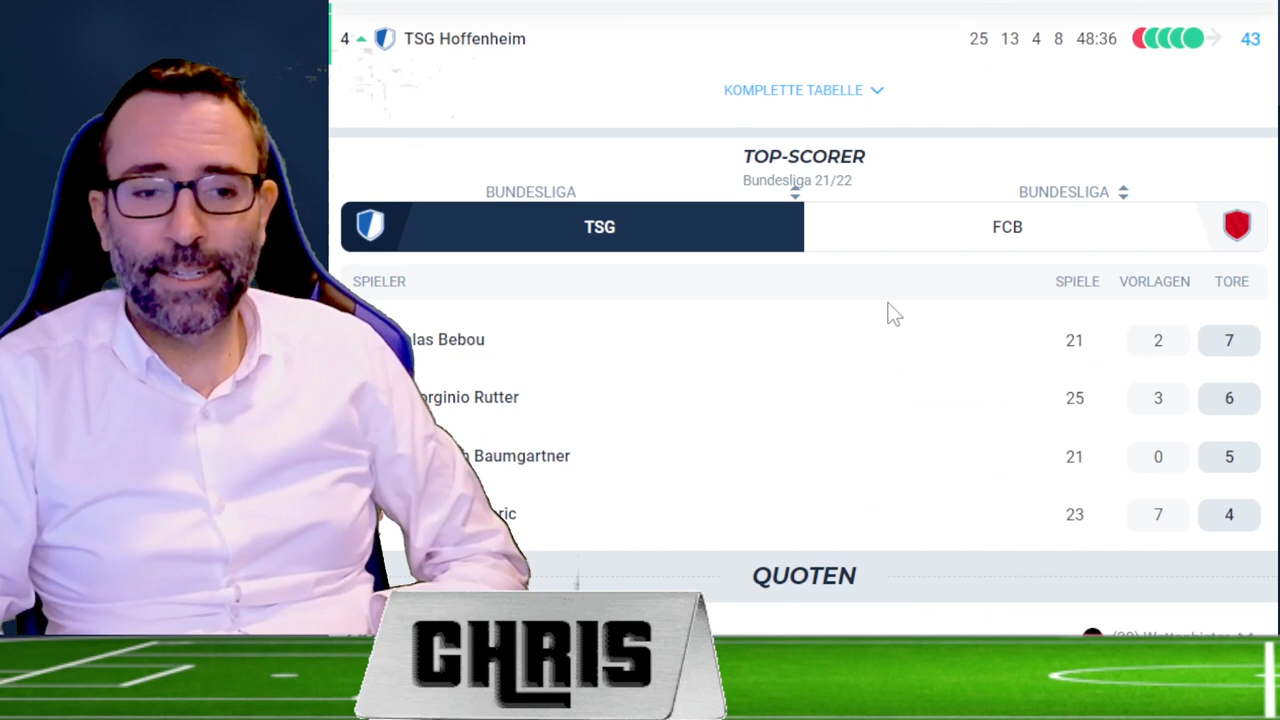 4 TSG Hoffenheim 25 13 4 8 48:36 43
KOMPLETTE TABELLE
TOP-SCORER
Bundesliga 21/22
BUNDESLIGA BUNDESLIGA
TSG FCB
SPIELER SPIELE VORLAGEN TORE
las Bebou 21 2 7
orginio Rutter 25 3 6
Baumgartner 21 0 5
ric 23 7 4
QUOTEN
CHRIS